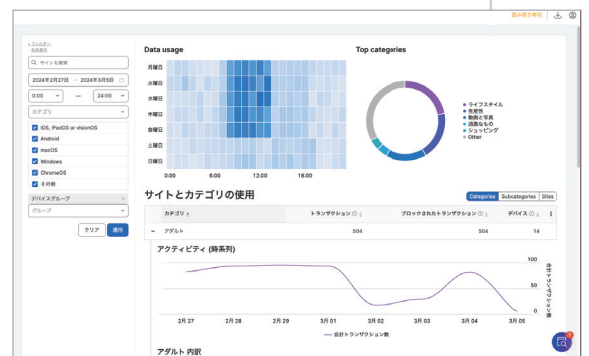 読み取り専用
フィルター
を非表示
サイトを検索
2024年2月27日 – 2024年3月5日
0:00 — 24:00
カテゴリ
iOS, iPadOS or visionOS
Android
macOS
Windows
ChromeOS
その他
デバイスグループ
グループ
クリア 適用
Data usage
月曜日
火曜日
水曜日
木曜日
金曜日
土曜日
日曜日
0:00 6:00 12:00 18:00
Top categories
ライフスタイル
生産性
動画と写真
過激なもの
ショッピング
Other
サイトとカテゴリの使用
Categories Subcategories Sites
カテゴリ トランザクション ブロックされたトランザクション デバイス
アダルト 504 504 14
アクティビティ (時系列)
100
50
0
合計トランザクション数
2月 27 2月 28 2月 29 3月 01 3月 02 3月 03 3月 04 3月 05
合計トランザクション数
アダルト 内訳